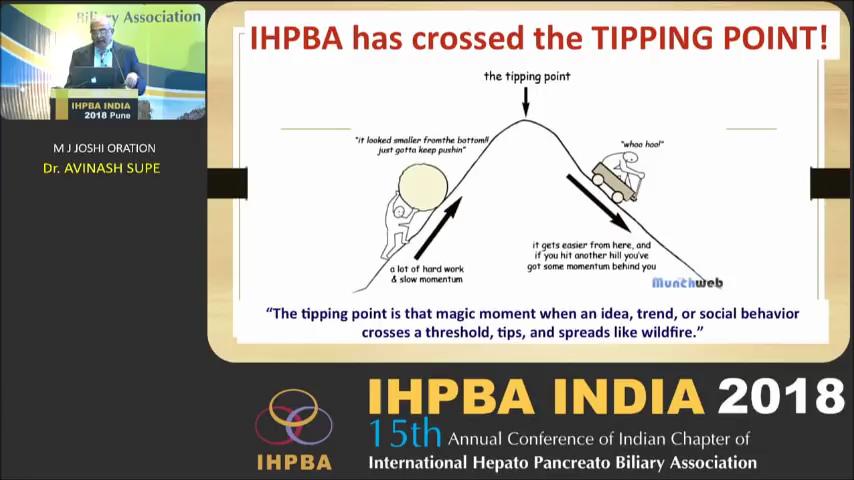 Biliary Association
IHPBA INDIA
2018 Pune
M J JOSHI ORATION
Dr. AVINASH SUPE
IHPBA has crossed the TIPPING POINT!
the tipping point
"it looked smaller fromthe bottom!!
just gotta keep pushin"
"whoo hoo!"
a lot of hard work
& slow momentum
it gets easier from here, and
if you hit another hill you've
got some momentum behind you
Munchweb
“The tipping point is that magic moment when an idea, trend, or social behavior
crosses a threshold, tips, and spreads like wildfire.”
IHPBA
IHPBA INDIA 2018
15th Annual Conference of Indian Chapter of
International Hepato Pancreato Biliary Association